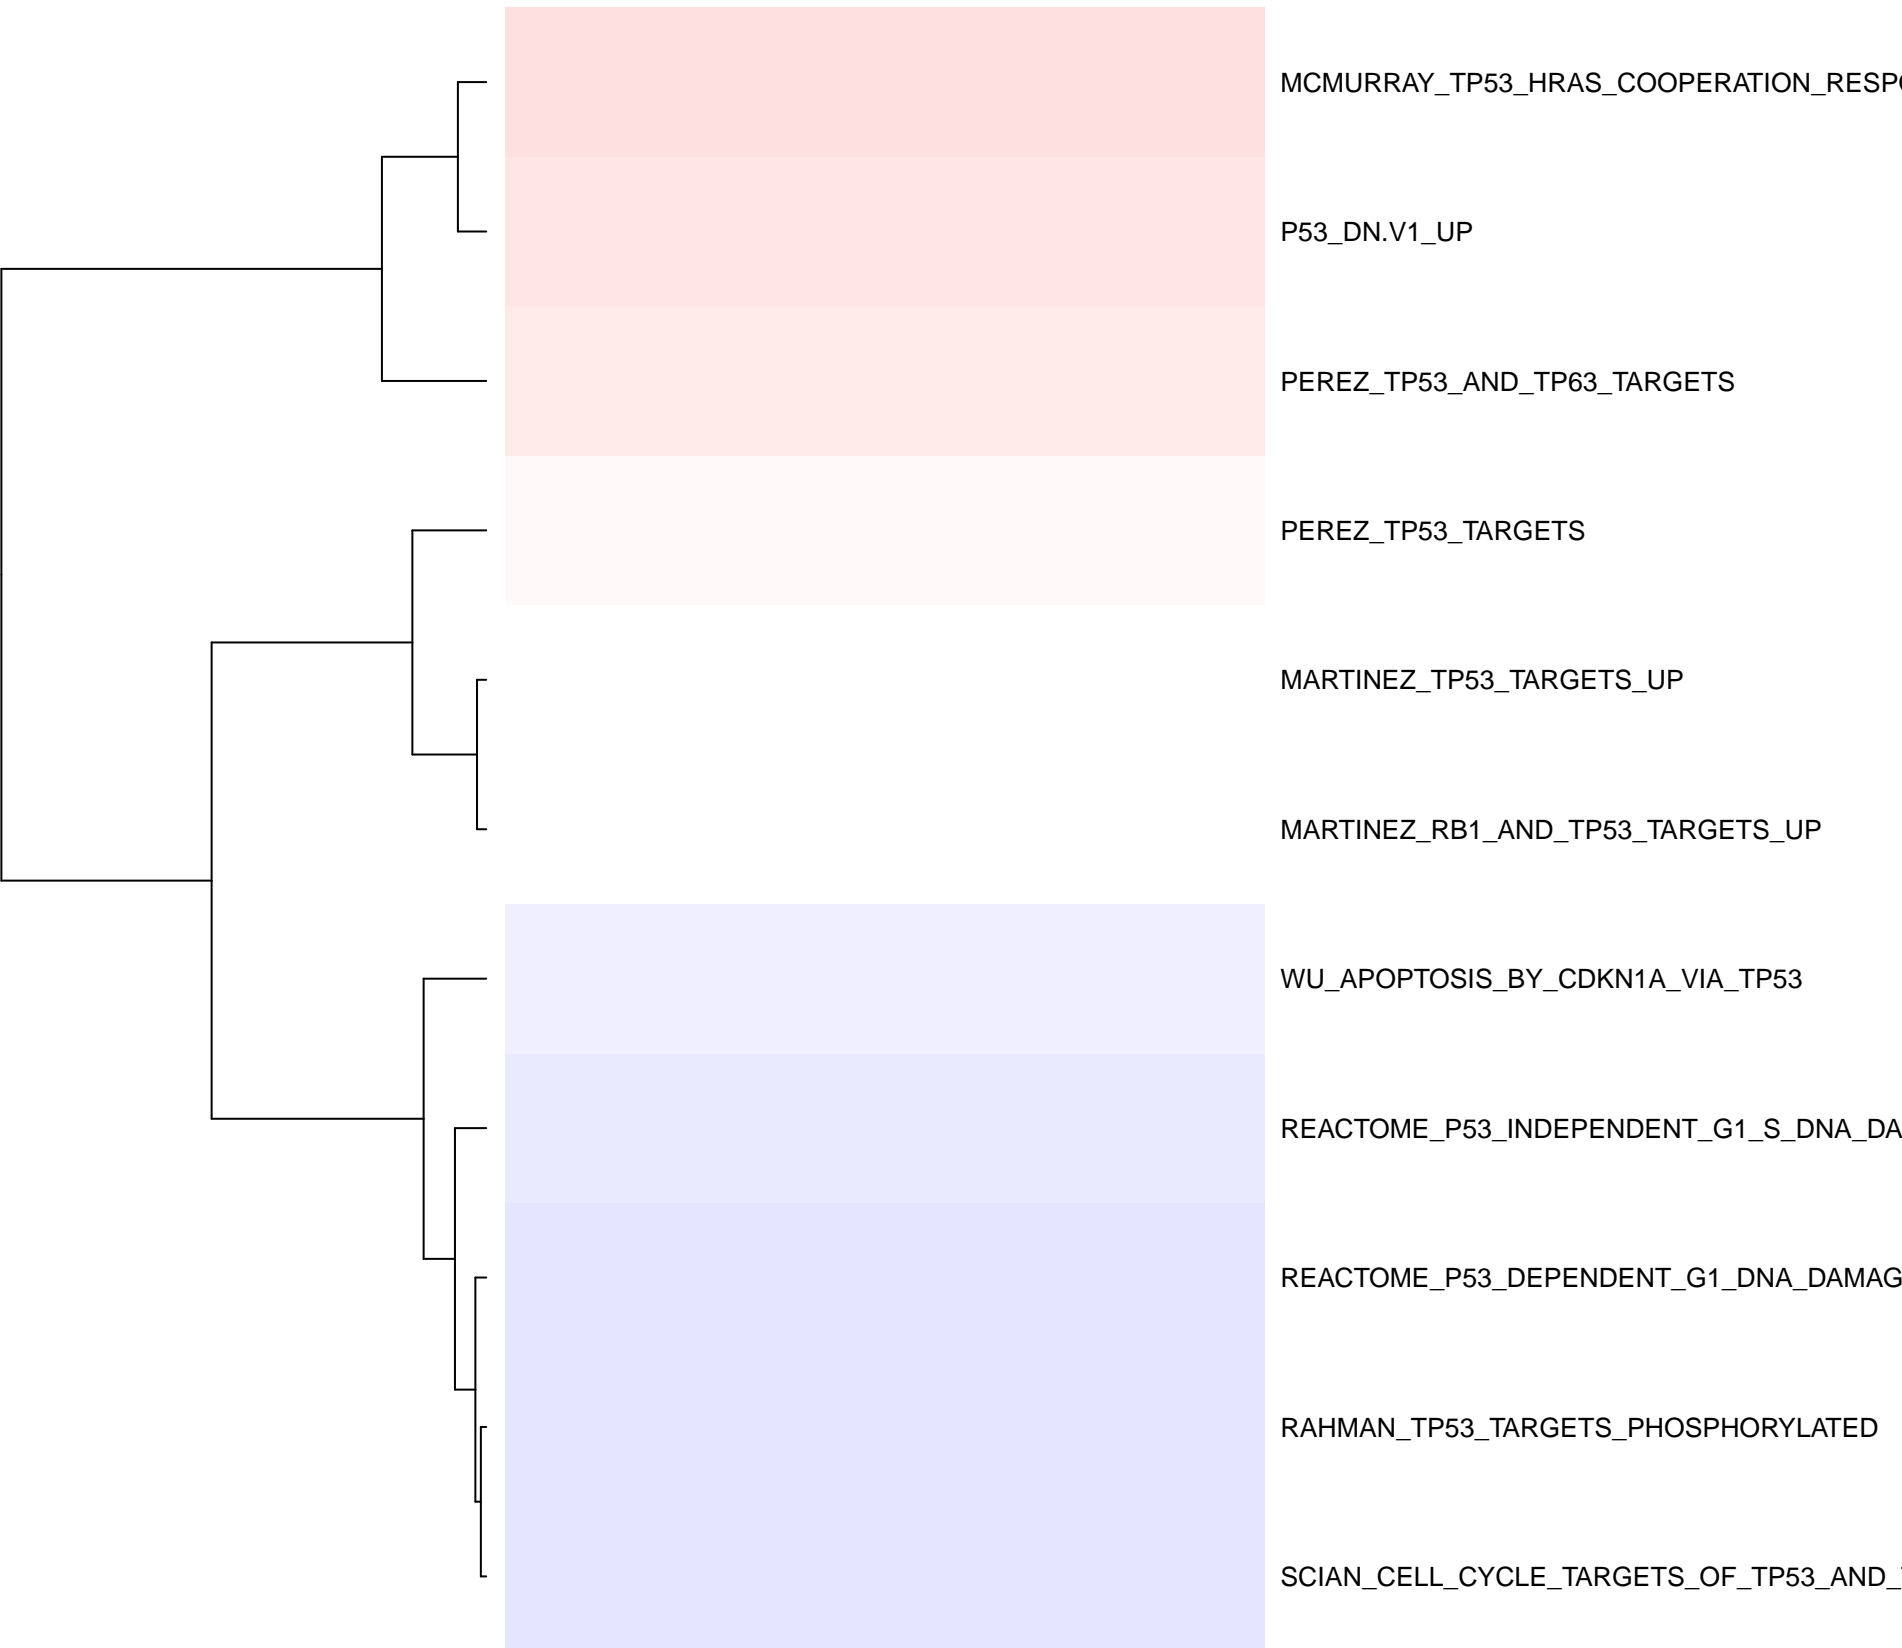 MCMURRAY_TP53_HRAS_COOPERATION_RESP
P53_DN.V1_UP
PEREZ_TP53_AND_TP63_TARGETS
PEREZ_TP53_TARGETS
MARTINEZ_TP53_TARGETS_UP
MARTINEZ_RB1_AND_TP53_TARGETS_UP
WU_APOPTOSIS_BY_CDKN1A_VIA_TP53
REACTOME_P53_INDEPENDENT_G1_S_DNA_DA
REACTOME_P53_DEPENDENT_G1_DNA_DAMAG
RAHMAN_TP53_TARGETS_PHOSPHORYLATED
SCIAN_CELL_CYCLE_TARGETS_OF_TP53_AND_